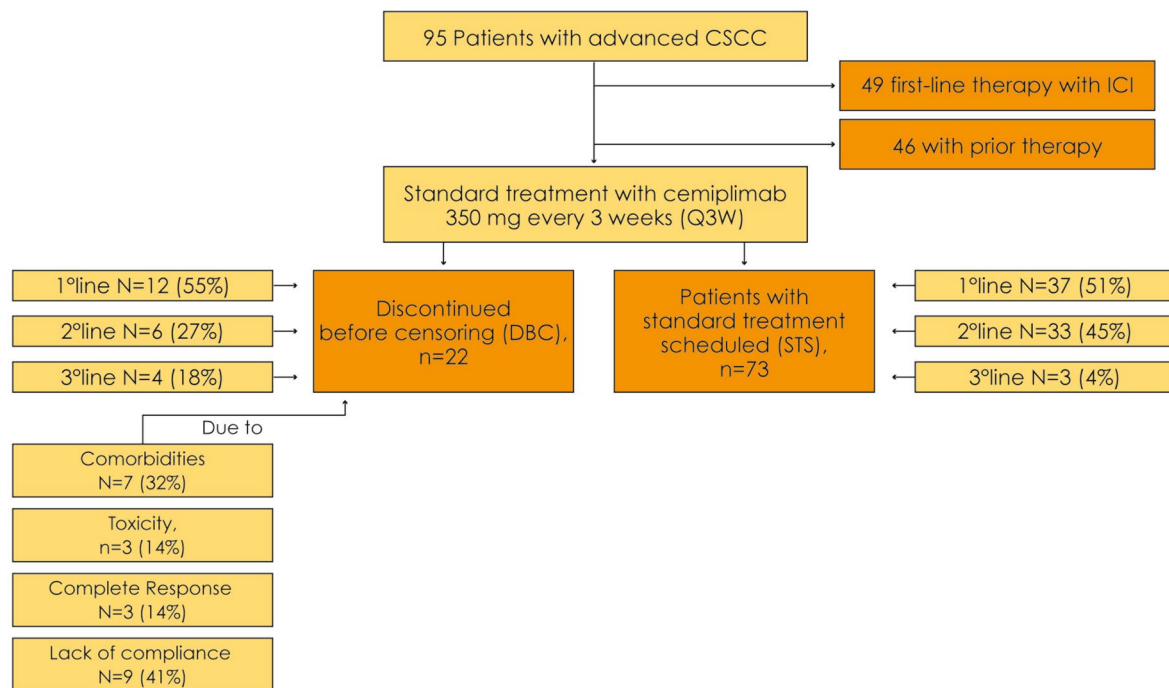 95 Patients with advanced CSCC
49 first-line therapy with ICI
46 with prior therapy
Standard treatment with cemiplimab
350 mg every 3 weeks (Q3W)
1°line N=12 (55%)
2°line N=6 (27%)
3°line N=4 (18%)
Discontinued
before censoring (DBC),
n=22
Patients with
standard treatment
scheduled (STS),
n=73
1°line N=37 (51%)
2°line N=33 (45%)
3°line N=3 (4%)
Due to
Comorbidities
N=7 (32%)
Toxicity,
n=3 (14%)
Complete Response
N=3 (14%)
Lack of compliance
N=9 (41%)